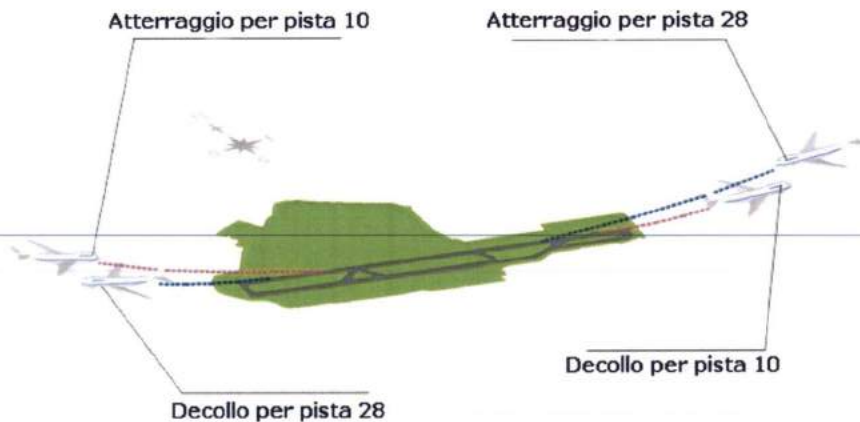 Atterraggio per pista 10
Atterraggio per pista 28
Decollo per pista 10
Decollo per pista 28